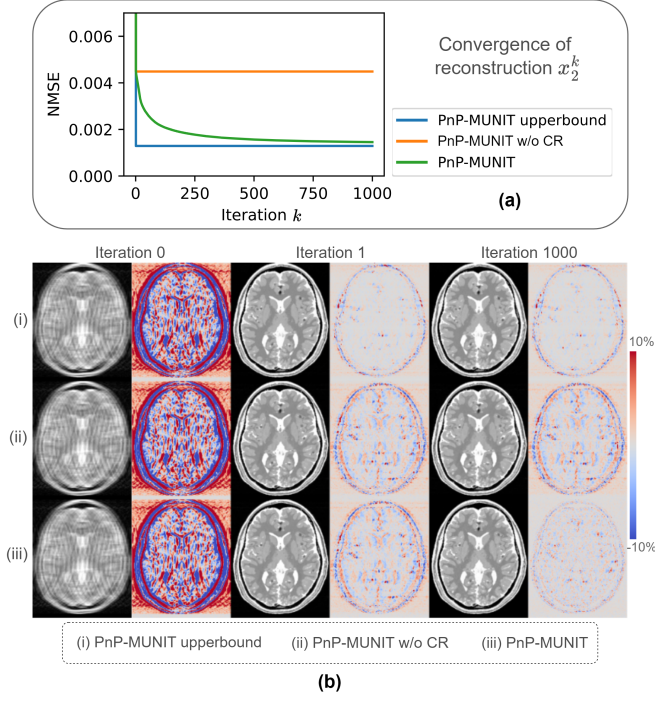 0.006
0.004
0.002
0.000
NMSE
0 250 500 750 1000
Iteration k
Convergence of
reconstruction x₂ᵏ
PnP-MUNIT upperbound
PnP-MUNIT w/o CR
PnP-MUNIT
(a)
Iteration 0 Iteration 1 Iteration 1000
(i)
(ii)
(iii)
10%
-10%
(i) PnP-MUNIT upperbound (ii) PnP-MUNIT w/o CR (iii) PnP-MUNIT
(b)